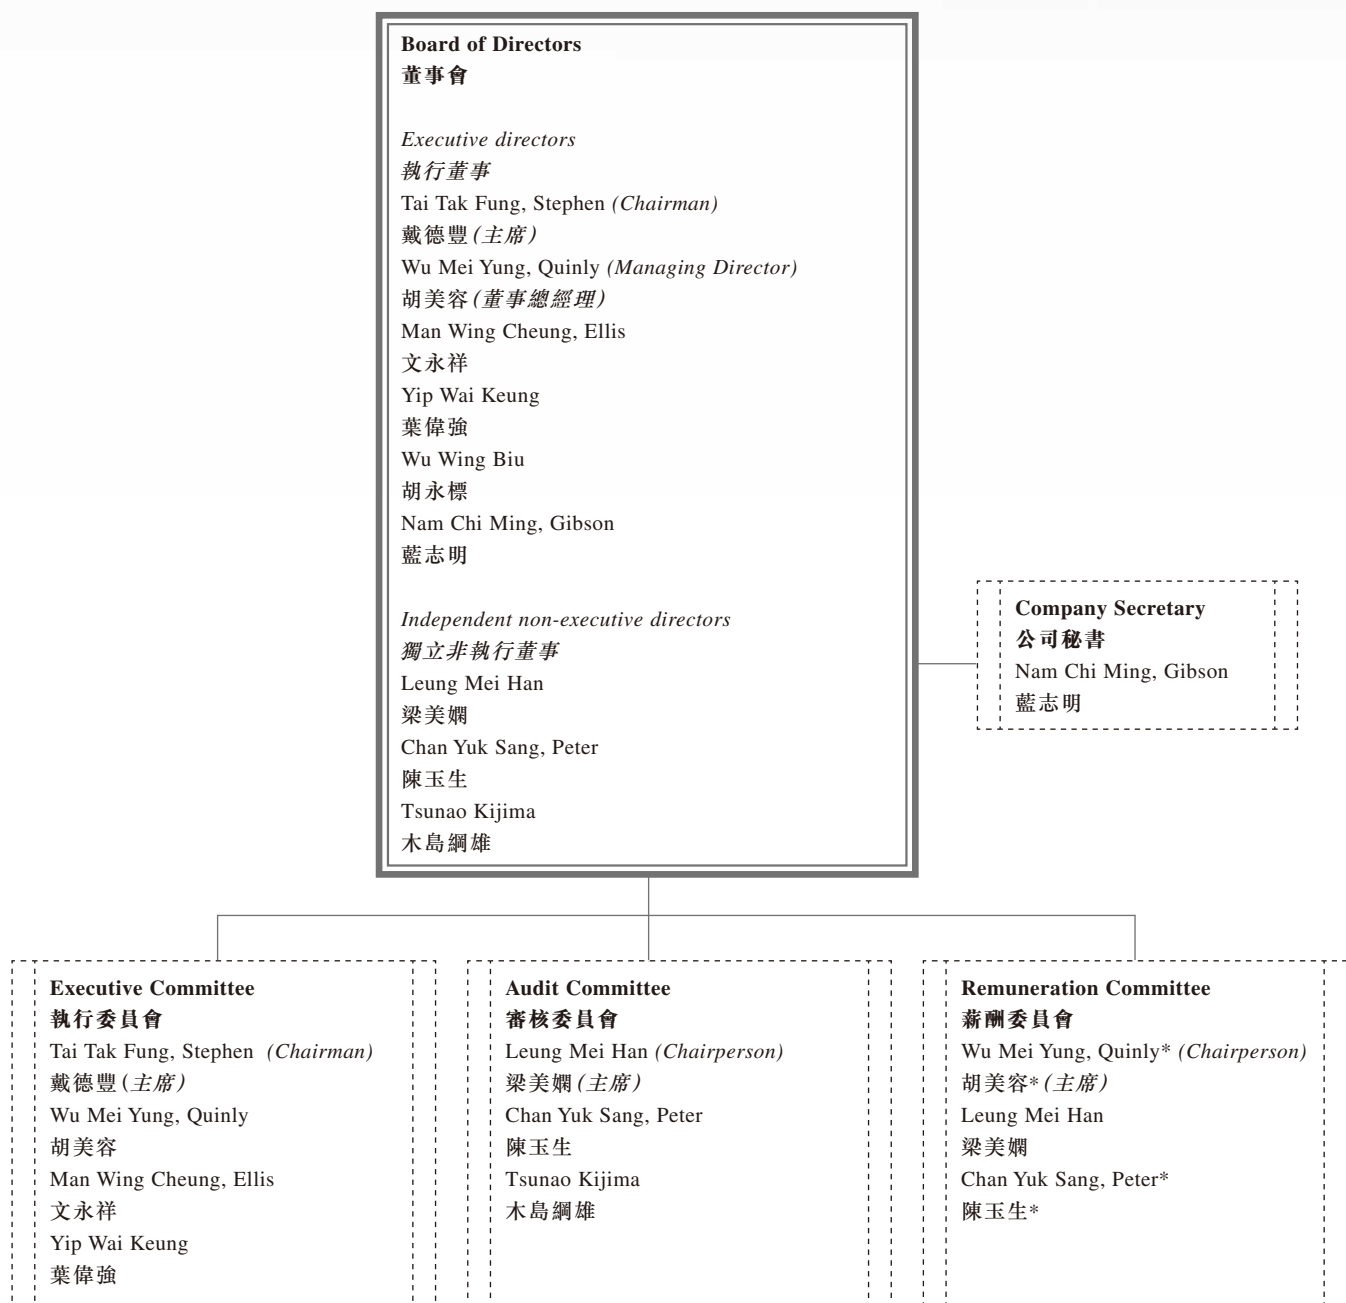 Board of Directors
董事會
Executive directors
執行董事
Tai Tak Fung, Stephen (Chairman)
戴德豐(主席)
Wu Mei Yung, Quinly (Managing Director)
胡美容(董事總經理)
Man Wing Cheung, Ellis
文永祥
Yip Wai Keung
葉偉強
Wu Wing Biu
胡永標
Nam Chi Ming, Gibson
藍志明
Independent non-executive directors
獨立非執行董事
Leung Mei Han
梁美嫻
Chan Yuk Sang, Peter
陳玉生
Tsunao Kijima
木島綱雄
Company Secretary
公司秘書
Nam Chi Ming, Gibson
藍志明
Executive Committee
執行委員會
Tai Tak Fung, Stephen (Chairman)
戴德豐(主席)
Wu Mei Yung, Quinly
胡美容
Man Wing Cheung, Ellis
文永祥
Yip Wai Keung
葉偉強
Audit Committee
審核委員會
Leung Mei Han (Chairperson)
梁美嫻(主席)
Chan Yuk Sang, Peter
陳玉生
Tsunao Kijima
木島綱雄
Remuneration Committee
薪酬委員會
Wu Mei Yung, Quinly* (Chairperson)
胡美容*(主席)
Leung Mei Han
梁美嫻
Chan Yuk Sang, Peter*
陳玉生*